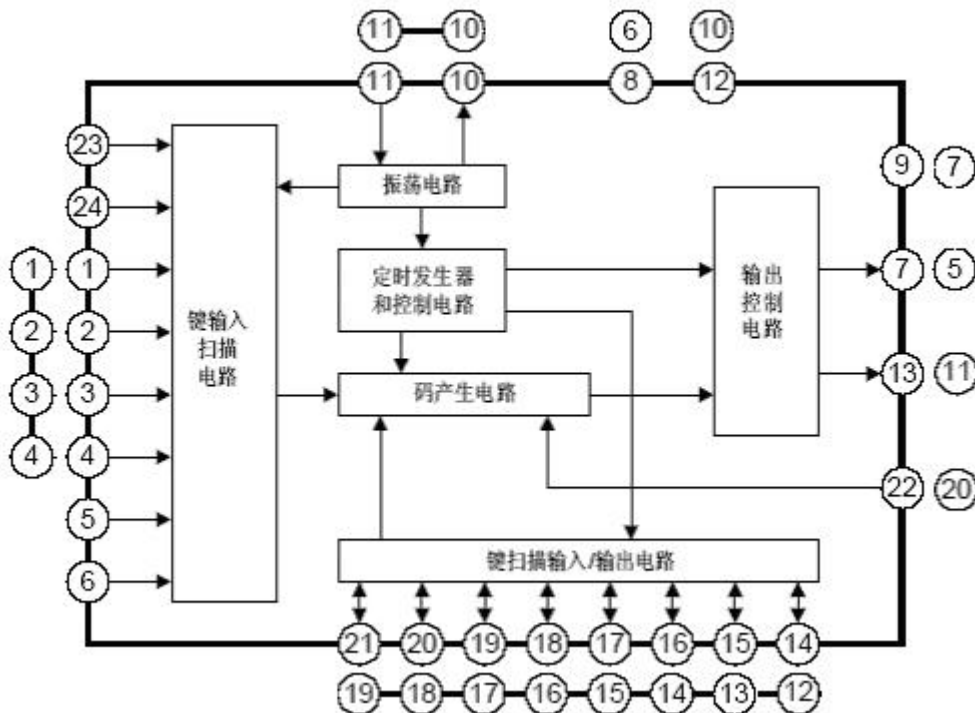 11 10 6 10
11 10 8 12
23
振荡电路
9 7
24
1 1
定时发生器
和控制电路
7 5
输出
控制
电路
2 2
键输入
扫描
电路
3 3
码产生电路
13 11
4 4
22 20
5
键扫描输入/输出电路
6
21 20 19 18 17 16 15 14
19 18 17 16 15 14 13 12